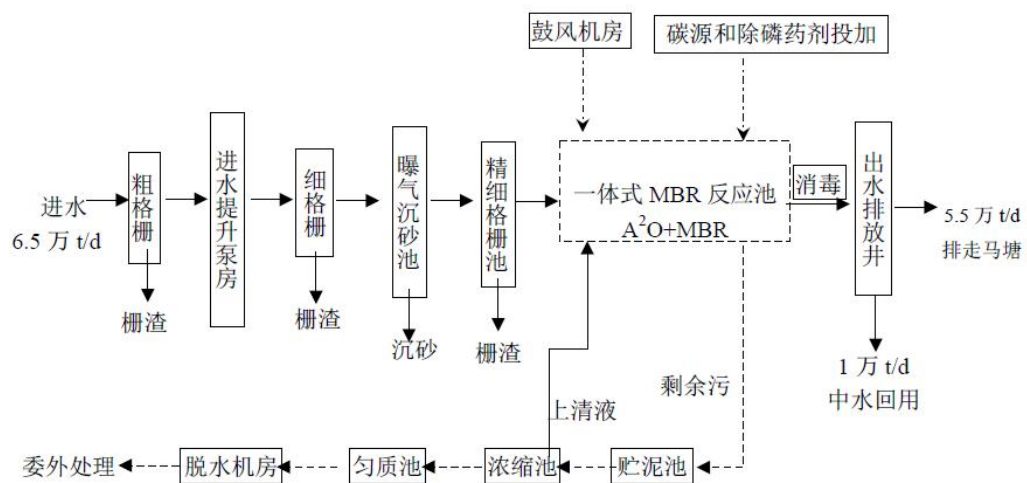 鼓风机房
碳源和除磷药剂投加
进水
6.5 万 t/d
粗格栅
进水提升泵房
细格栅
曝气沉砂池
精细格栅池
一体式 MBR 反应池
A²O+MBR
消毒
出水排放井
5.5 万 t/d
排走马塘
栅渣
栅渣
沉砂
栅渣
1 万 t/d
中水回用
上清液
剩余污
委外处理
脱水机房
匀质池
浓缩池
贮泥池